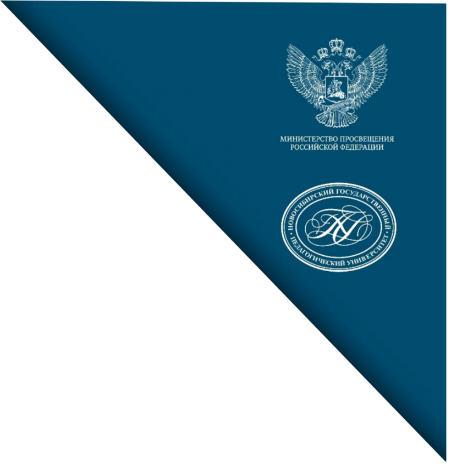 МИНИСТЕРСТВО ПРОСВЕЩЕНИЯ
РОССИЙСКОЙ ФЕДЕРАЦИИ
НОВОСИБИРСКИЙ ГОСУДАРСТВЕННЫЙ
ПЕДАГОГИЧЕСКИЙ УНИВЕРСИТЕТ